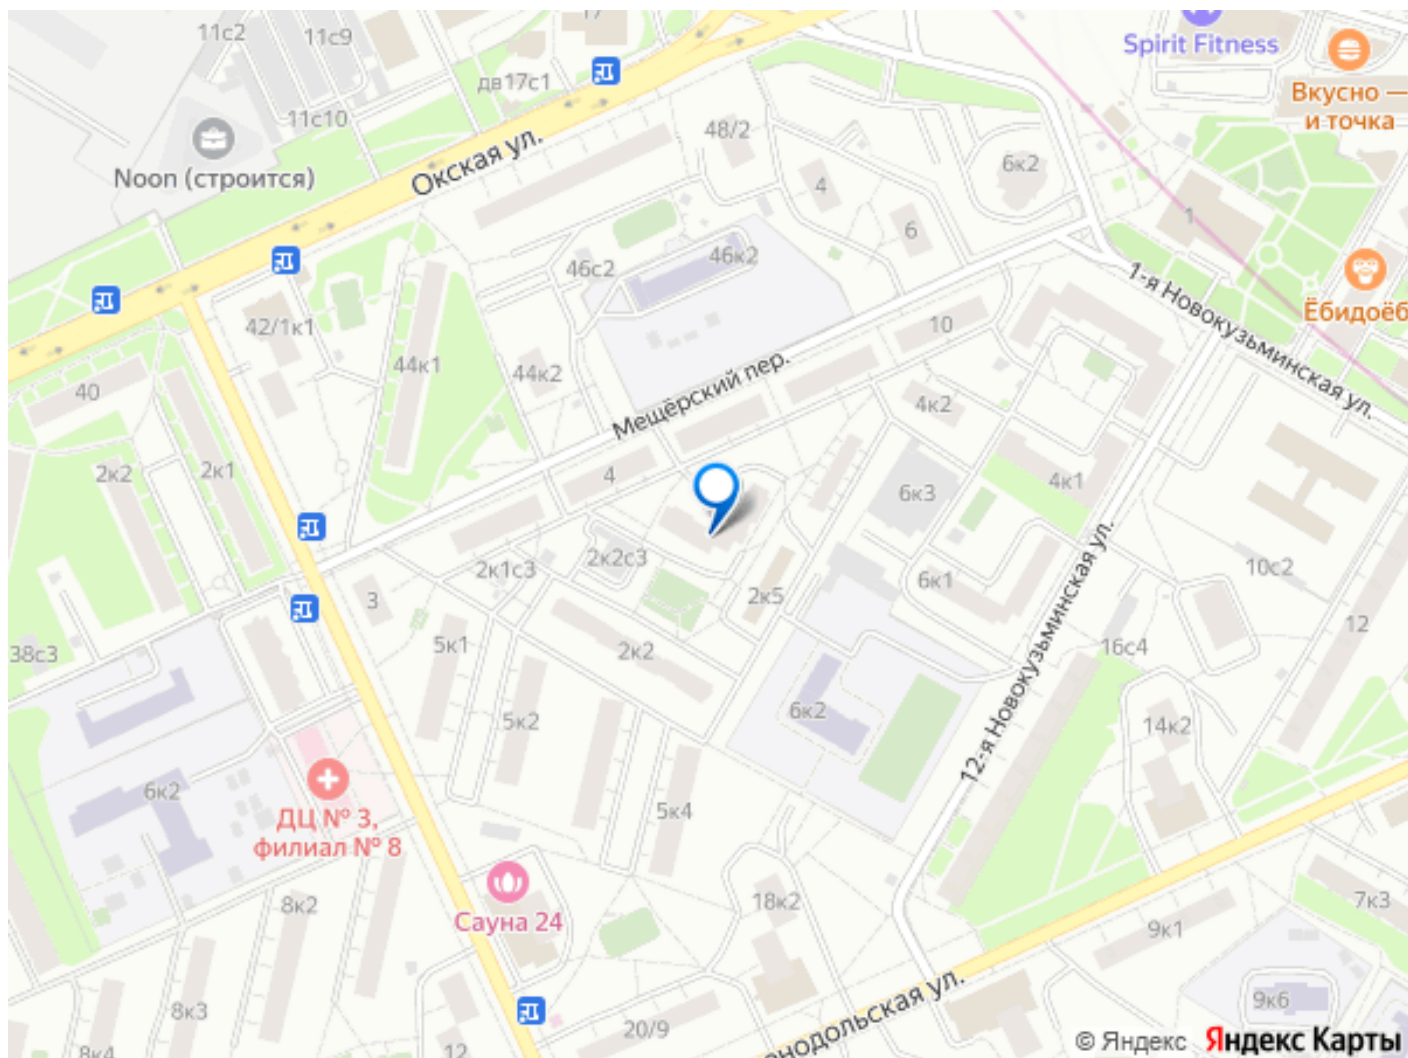 11с2
11с9
17
Spirit Fitness
Вкусно —
и точка
дв17с1
11с10
48/2
Окская ул.
Noon (строится)
6к2
4
1
6
46с2
46к2
1-я Новокузьминская ул.
Ёбидоёб
42/1к1
10
44к1
44к2
Мещёрский пер.
40
4к2
2к2
2к1
4
6к3
4к1
2к1с3
2к2с3
2к5
6к1
10с2
3
12
38с3
5к1
2к2
16с4
12-я Новокузьминская ул.
5к2
6к2
14к2
6к2
ДЦ № 3,
филиал № 8
5к4
8к2
Сауна 24
18к2
7к3
9к1
8к3
20/9
12
9к6
8к4
нодольская ул.
© Яндекс Яндекс Карты